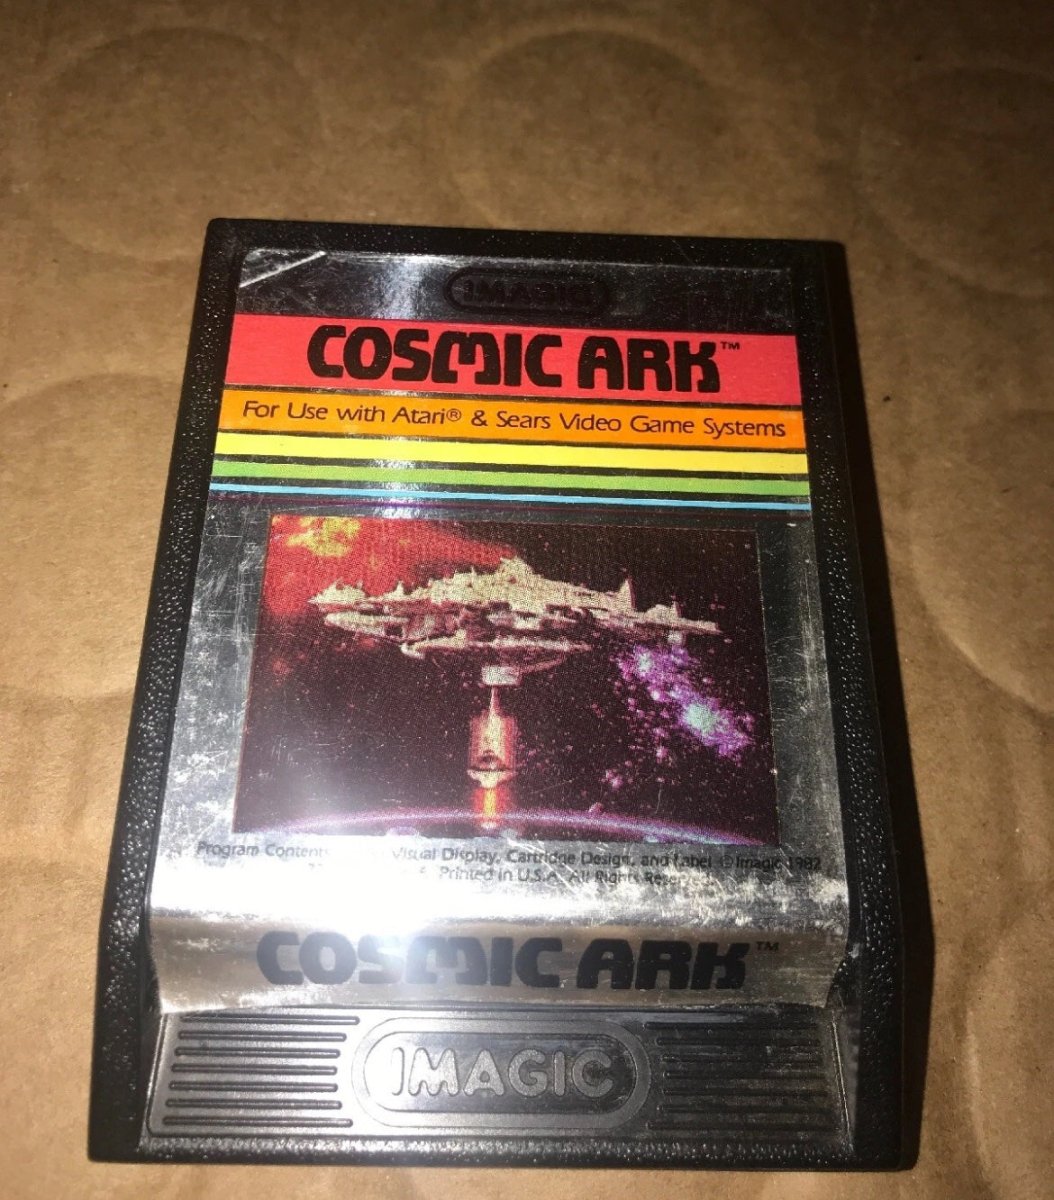 IMAGIC
COSMIC ARK™
For Use with Atari® & Sears Video Game Systems
Program Contents Visual Display, Cartridge Design, and Label © Imagic 1982
Printed in U.S.A. All Rights
COSMIC ARK™
IMAGIC